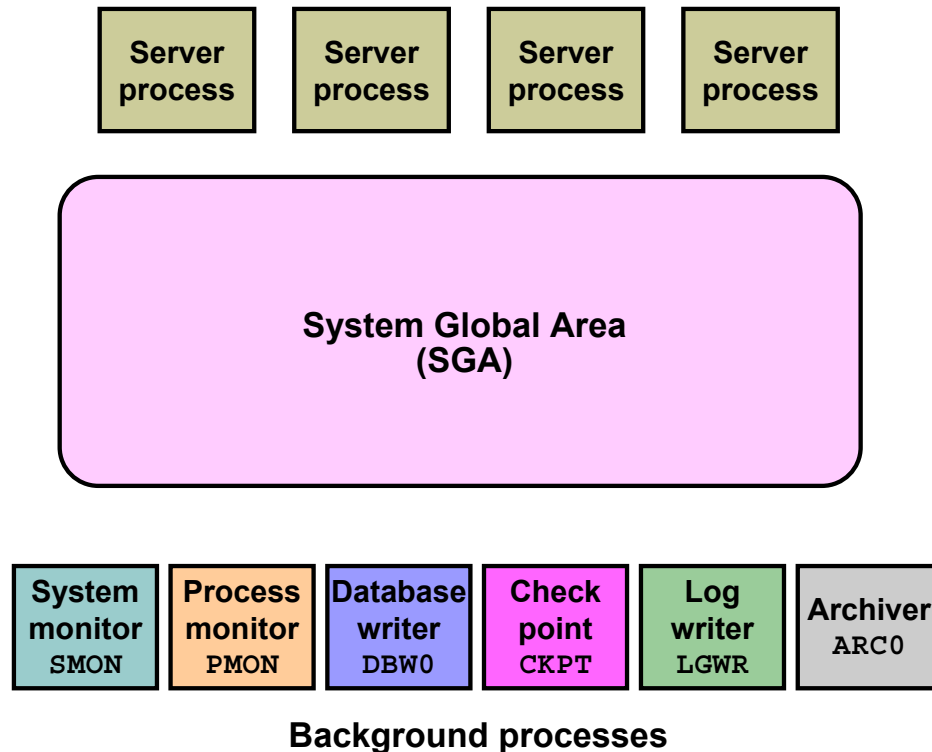 Server
process
Server
process
Server
process
Server
process
System Global Area
(SGA)
System
monitor
SMON
Process
monitor
PMON
Database
writer
DBW0
Check
point
CKPT
Log
writer
LGWR
Archiver
ARC0
Background processes